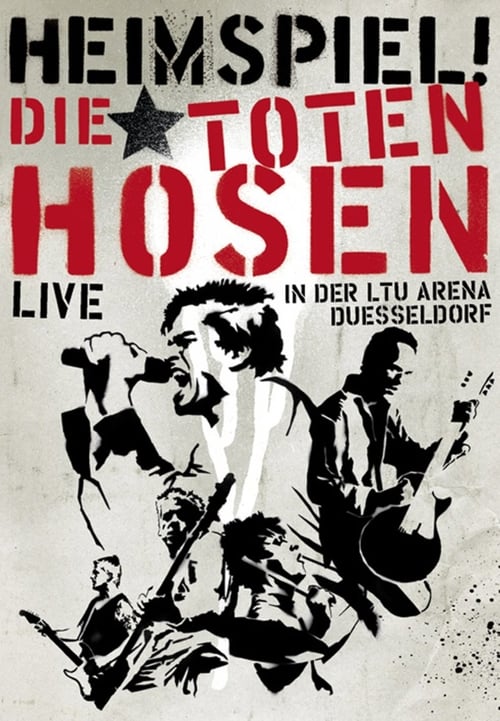 HEIMSPIEL!
DIE TOTEN
HOSEN
LIVE
IN DER LTU ARENA
DUESSELDORF